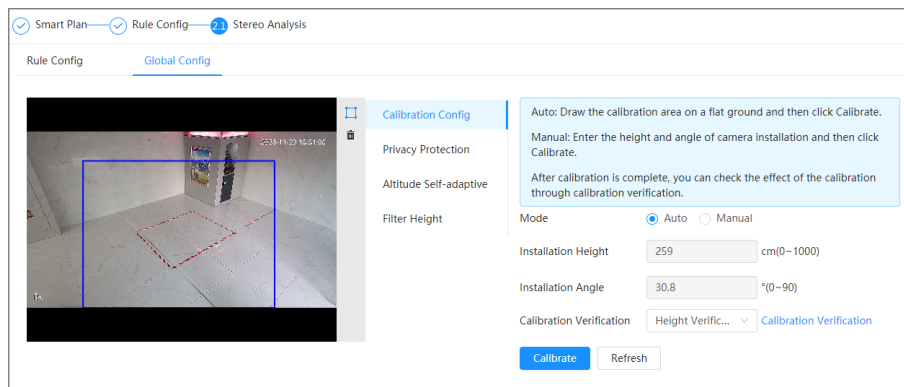 Smart Plan Rule Config 2.1 Stereo Analysis
Rule Config Global Config
Calibration Config
Privacy Protection
Altitude Self-adaptive
Filter Height
Auto: Draw the calibration area on a flat ground and then click Calibrate.
Manual: Enter the height and angle of camera installation and then click
Calibrate.
After calibration is complete, you can check the effect of the calibration
through calibration verification.
Mode Auto Manual
Installation Height 259 cm(0~1000)
Installation Angle 30.8 °(0~90)
Calibration Verification Height Verific... Calibration Verification
Calibrate Refresh